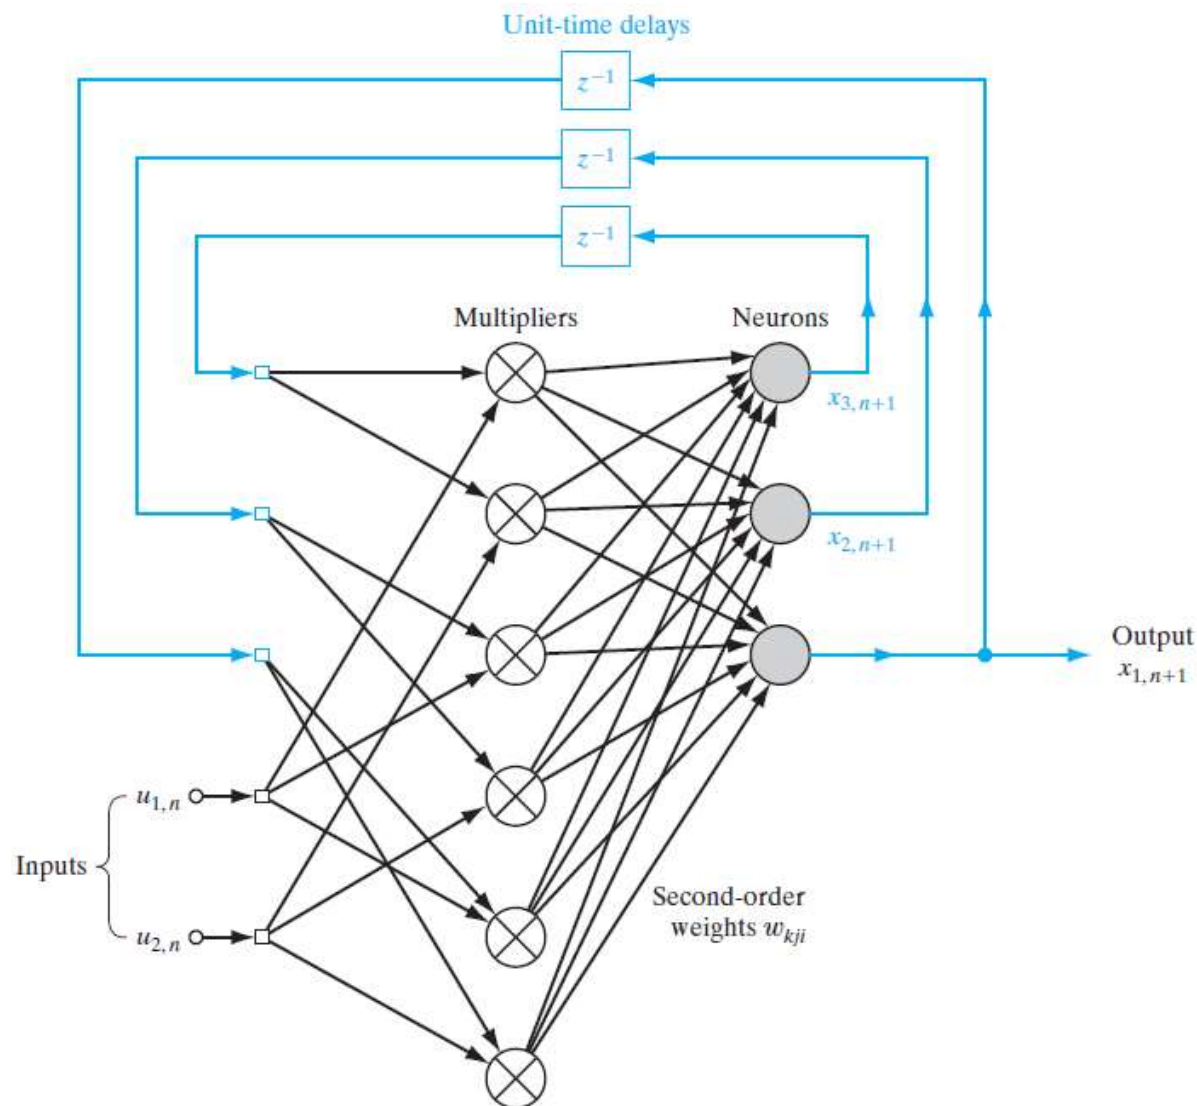 Unit-time delays
z⁻¹
z⁻¹
z⁻¹
Multipliers
Neurons
x₃,ₙ₊₁
x₂,ₙ₊₁
Output
x₁,ₙ₊₁
u₁,ₙ
Inputs
u₂,ₙ
Second-order
weights wₖⱼᵢ